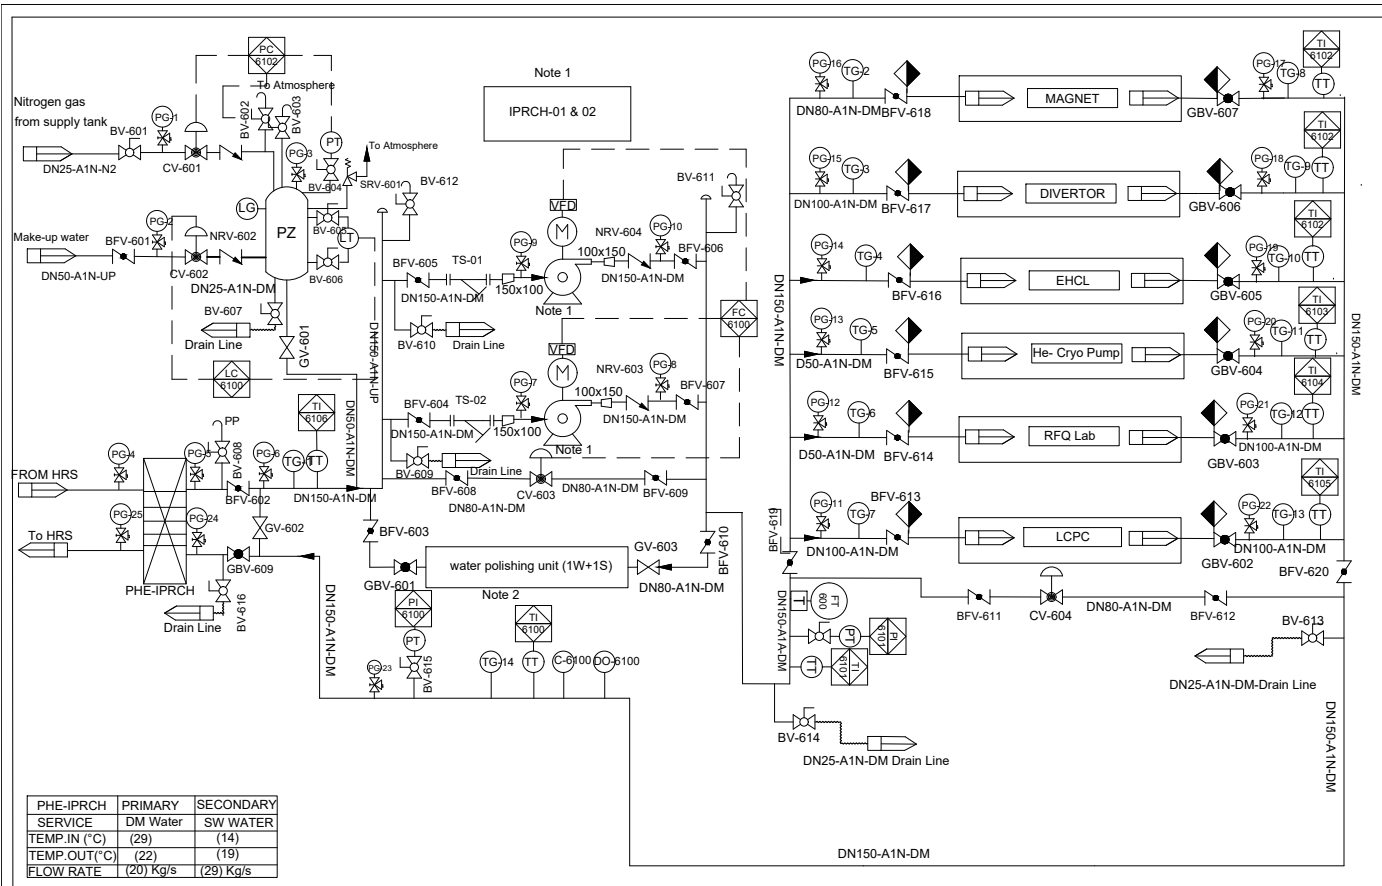 PC
6102
To Atmosphere
Nitrogen gas
from supply tank
PG-1
BV-601
BV-602
BV-603
DN25-A1N-N2
CV-601
PG-3
PT
BV-604
SRV-601
To Atmosphere
BV-612
LG
PZ
BV-605
LT
BV-606
PG-2
Make-up water
BFV-601
NRV-602
DN50-A1N-UP
CV-602
DN25-A1N-DM
BV-607
Drain Line
GV-601
LC
6100
DN150-A1N-UP
DN50-A1N-DM
Note 1
IPRCH-01 & 02
VFD
M
NRV-604
PG-10
BFV-606
BV-611
PG-9
100x150
BFV-605
TS-01
DN150-A1N-DM
150x100
DN150-A1N-DM
Note 1
BV-610
Drain Line
FC
6100
VFD
M
NRV-603
PG-8
BFV-607
PG-7
100x150
BFV-604
TS-02
DN150-A1N-DM
150x100
DN150-A1N-DM
Note 1
BV-609
Drain Line
BFV-608
CV-603
DN80-A1N-DM
BFV-609
DN80-A1N-DM
TI
6106
PP
PG-4
PG-5
BV-608
PG-6
FROM HRS
BFV-602
TG-1
TT
DN150-A1N-DM
PG-25
PG-24
GV-602
To HRS
GBV-609
PHE-IPRCH
BV-616
Drain Line
DN150-A1N-DM
BFV-603
GBV-601
water polishing unit (1W+1S)
GV-603
BFV-610
DN80-A1N-DM
Note 2
PI
6100
PT
BV-615
PG-23
TG-14
TI
6100
TT
C-6100
DO-6100
PG-16
TG-2
DN80-A1N-DM
BFV-618
MAGNET
GBV-607
PG-17
TG-8
TI
6102
TT
PG-15
TG-3
DN100-A1N-DM
BFV-617
DIVERTOR
GBV-606
PG-18
TG-9
TI
6102
TT
PG-14
TG-4
BFV-616
EHCL
GBV-605
PG-19
TG-10
TI
6102
TT
DN150-A1N-DM
PG-13
TG-5
D50-A1N-DM
BFV-615
He- Cryo Pump
GBV-604
PG-20
TG-11
TI
6103
TT
DN150-A1N-DM
PG-12
TG-6
D50-A1N-DM
BFV-614
RFQ Lab
GBV-603
PG-21
TG-12
TI
6104
TT
DN100-A1N-DM
PG-11
TG-7
BFV-613
DN100-A1N-DM
LCPC
GBV-602
PG-22
TG-13
TI
6105
TT
DN100-A1N-DM
BFV-619
BFV-620
DN150-A1A-DM
T
FT
600
BFV-611
CV-604
DN80-A1N-DM
BFV-612
PT
PI
6101
TT
TI
6101
BV-613
DN25-A1N-DM-Drain Line
BV-614
DN25-A1N-DM Drain Line
DN150-A1N-DM
DN150-A1N-DM
PHE-IPRCH PRIMARY SECONDARY
SERVICE DM Water SW WATER
TEMP.IN (°C) (29) (14)
TEMP.OUT(°C) (22) (19)
FLOW RATE (20) Kg/s (29) Kg/s